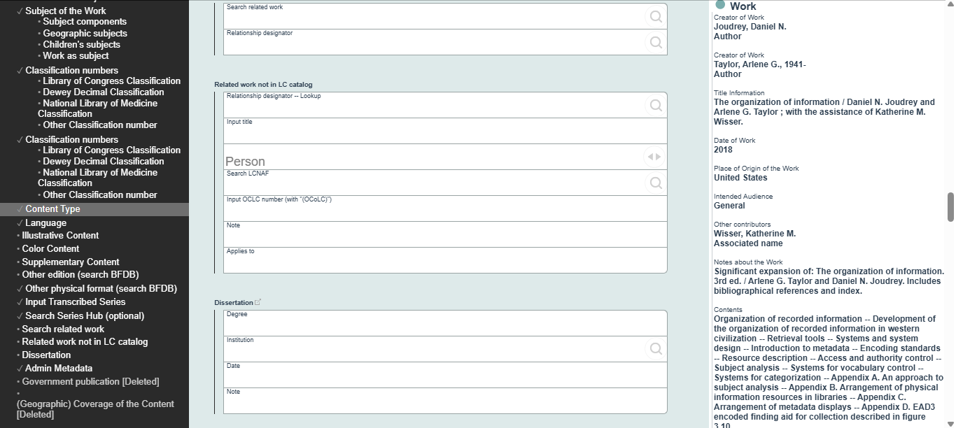 ✓ Subject of the Work
• Subject components
• Geographic subjects
• Children's subjects
• Work as subject
✓ Classification numbers
• Library of Congress Classification
• Dewey Decimal Classification
• National Library of Medicine
Classification
• Other Classification number
✓ Classification numbers
• Library of Congress Classification
• Dewey Decimal Classification
• National Library of Medicine
Classification
• Other Classification number
✓ Content Type
✓ Language
• Illustrative Content
• Color Content
• Supplementary Content
• Other edition (search BFDB)
✓ Other physical format (search BFDB)
✓ Input Transcribed Series
✓ Search Series Hub (optional)
• Search related work
• Related work not in LC catalog
• Dissertation
✓ Admin Metadata
• Government publication [Deleted]
•
(Geographic) Coverage of the Content
[Deleted]
Search related work
Relationship designator
Related work not in LC catalog
Relationship designator -- Lookup
Input title
Person
Search LCNAF
Input OCLC number (with "(OCoLC)")
Note
Applies to
Dissertation
Degree
Institution
Date
Note
Work
Creator of Work
Joudrey, Daniel N.
Author
Creator of Work
Taylor, Arlene G., 1941-
Author
Title Information
The organization of information / Daniel N. Joudrey and
Arlene G. Taylor ; with the assistance of Katherine M.
Wisser.
Date of Work
2018
Place of Origin of the Work
United States
Intended Audience
General
Other contributors
Wisser, Katherine M.
Associated name
Notes about the Work
Significant expansion of: The organization of information.
3rd ed. / Arlene G. Taylor and Daniel N. Joudrey. Includes
bibliographical references and index.
Contents
Organization of recorded information -- Development of
the organization of recorded information in western
civilization -- Retrieval tools -- Systems and system
design -- Introduction to metadata -- Encoding standards
-- Resource description -- Access and authority control --
Subject analysis -- Systems for vocabulary control --
Systems for categorization -- Appendix A. An approach to
subject analysis -- Appendix B. Arrangement of physical
information resources in libraries -- Appendix C.
Arrangement of metadata displays -- Appendix D. EAD3
encoded finding aid for collection described in figure
3.10